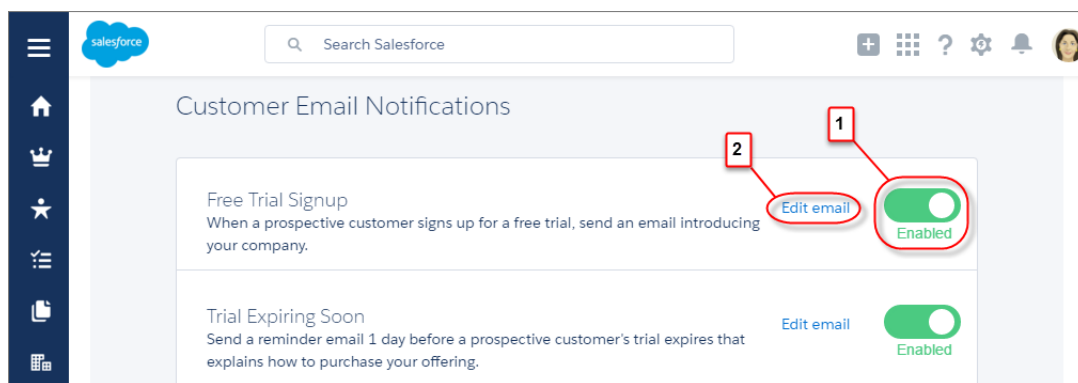 salesforce
Search Salesforce
?
Customer Email Notifications
1
2
Free Trial Signup
When a prospective customer signs up for a free trial, send an email introducing
your company.
Edit email
Enabled
Trial Expiring Soon
Send a reminder email 1 day before a prospective customer's trial expires that
explains how to purchase your offering.
Edit email
Enabled